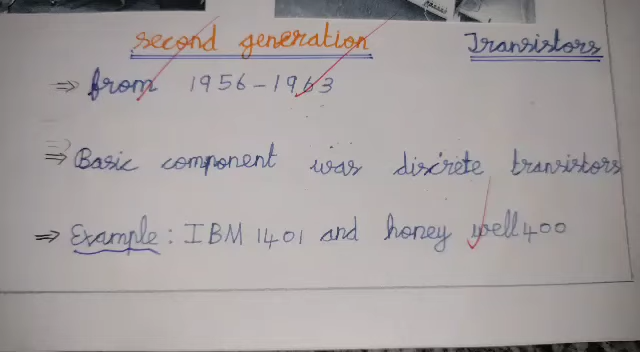 second generation Transistors
⇒ from 1956-1963
⇒ Basic component was discrete transistors
⇒ Example: IBM 1401 and honey well400